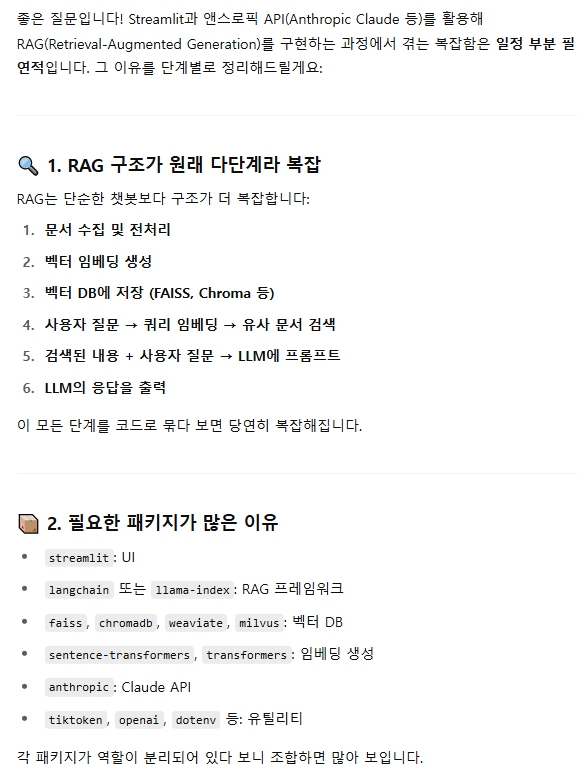 좋은 질문입니다! Streamlit과 앤스로픽 API(Anthropic Claude 등)를 활용해
RAG(Retrieval-Augmented Generation)를 구현하는 과정에서 겪는 복잡함은 일정 부분 필
연적입니다. 그 이유를 단계별로 정리해드릴게요:
🔍 1. RAG 구조가 원래 다단계라 복잡
RAG는 단순한 챗봇보다 구조가 더 복잡합니다:
1. 문서 수집 및 전처리
2. 벡터 임베딩 생성
3. 벡터 DB에 저장 (FAISS, Chroma 등)
4. 사용자 질문 → 쿼리 임베딩 → 유사 문서 검색
5. 검색된 내용 + 사용자 질문 → LLM에 프롬프트
6. LLM의 응답을 출력
이 모든 단계를 코드로 묶다 보면 당연히 복잡해집니다.
📦 2. 필요한 패키지가 많은 이유
• streamlit: UI
• langchain 또는 llama-index: RAG 프레임워크
• faiss, chromadb, weaviate, milvus: 벡터 DB
• sentence-transformers, transformers: 임베딩 생성
• anthropic: Claude API
• tiktoken, openai, dotenv 등: 유틸리티
각 패키지가 역할이 분리되어 있다 보니 조합하면 많아 보입니다.